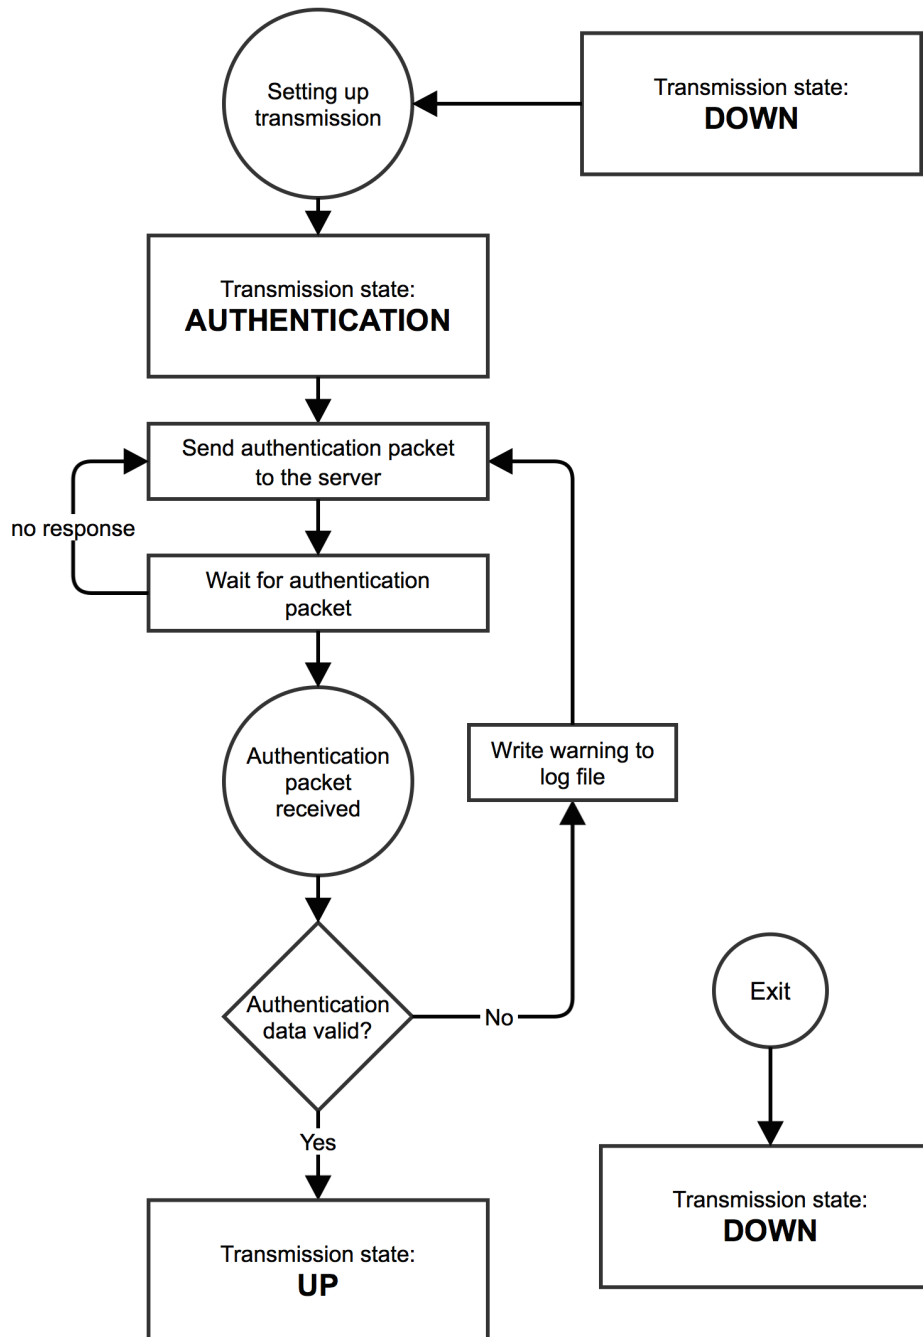 Setting up
transmission
Transmission state:
DOWN
Transmission state:
AUTHENTICATION
Send authentication packet
to the server
no response
Wait for authentication
packet
Authentication
packet
received
Write warning to
log file
Authentication
data valid?
No
Exit
Yes
Transmission state:
DOWN
Transmission state:
UP